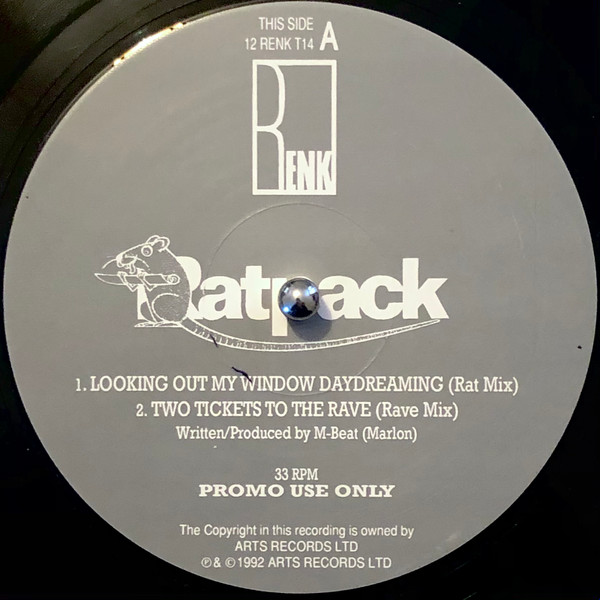 THIS SIDE
12 RENK T14 A
RENK
Ratpack
1. LOOKING OUT MY WINDOW DAYDREAMING (Rat Mix)
2. TWO TICKETS TO THE RAVE (Rave Mix)
Written/Produced by M-Beat (Marlon)
33 RPM
PROMO USE ONLY
The Copyright in this recording is owned by
ARTS RECORDS LTD
℗ & © 1992 ARTS RECORDS LTD